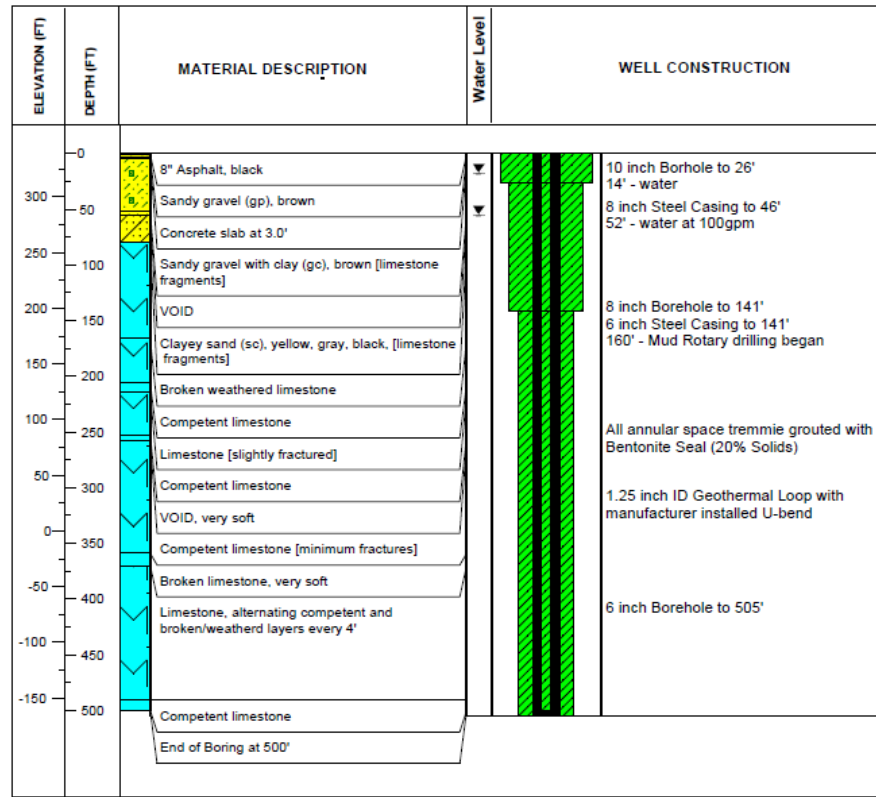 ELEVATION (FT)
DEPTH (FT)
MATERIAL DESCRIPTION
Water Level
WELL CONSTRUCTION
300
250
200
150
100
50
0
-50
-100
-150
0
50
100
150
200
250
300
350
400
450
500
8" Asphalt, black
Sandy gravel (gp), brown
Concrete slab at 3.0'
Sandy gravel with clay (gc), brown [limestone
fragments]
VOID
Clayey sand (sc), yellow, gray, black, [limestone
fragments]
Broken weathered limestone
Competent limestone
Limestone [slightly fractured]
Competent limestone
VOID, very soft
Competent limestone [minimum fractures]
Broken limestone, very soft
Limestone, alternating competent and
broken/weatherd layers every 4'
Competent limestone
End of Boring at 500'
10 inch Borhole to 26'
14' - water
8 inch Steel Casing to 46'
52' - water at 100gpm
8 inch Borehole to 141'
6 inch Steel Casing to 141'
160' - Mud Rotary drilling began
All annular space tremmie grouted with
Bentonite Seal (20% Solids)
1.25 inch ID Geothermal Loop with
manufacturer installed U-bend
6 inch Borehole to 505'